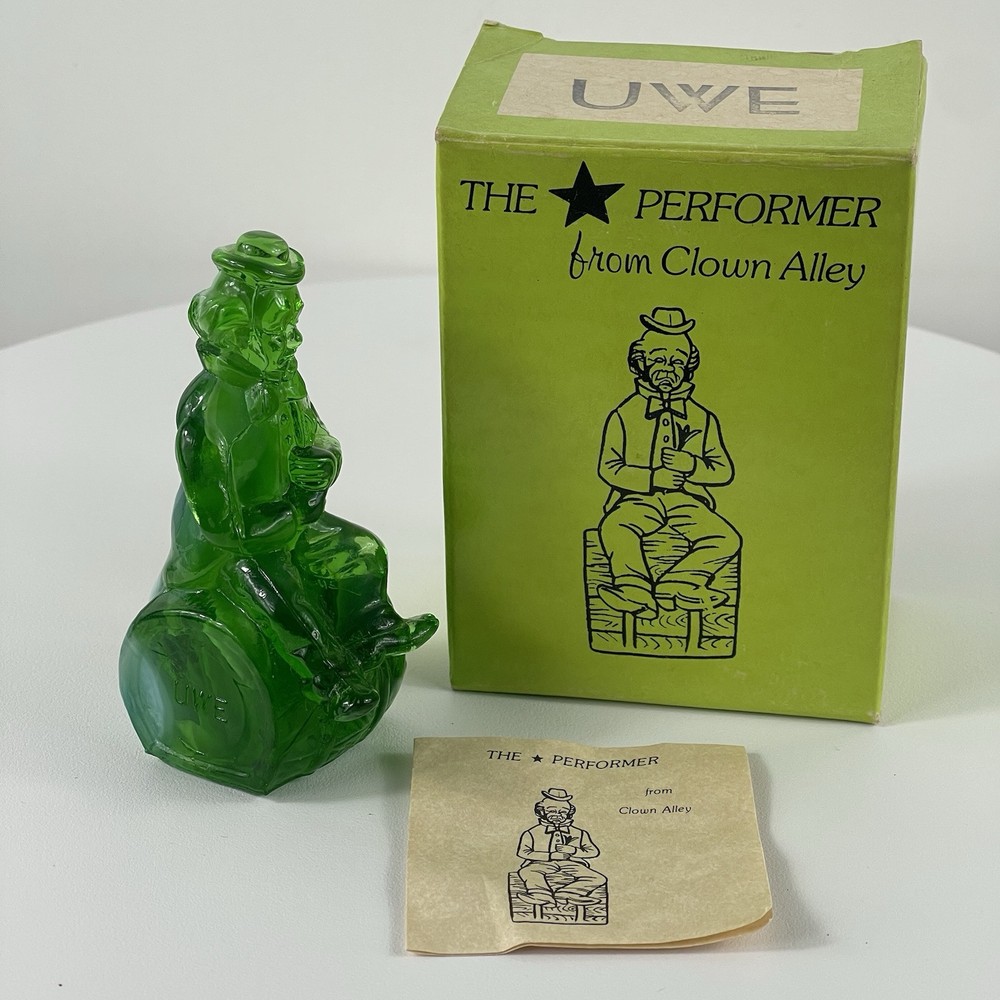 UWE
THE ★ PERFORMER
from Clown Alley
UWE
THE ★ PERFORMER
from
Clown Alley